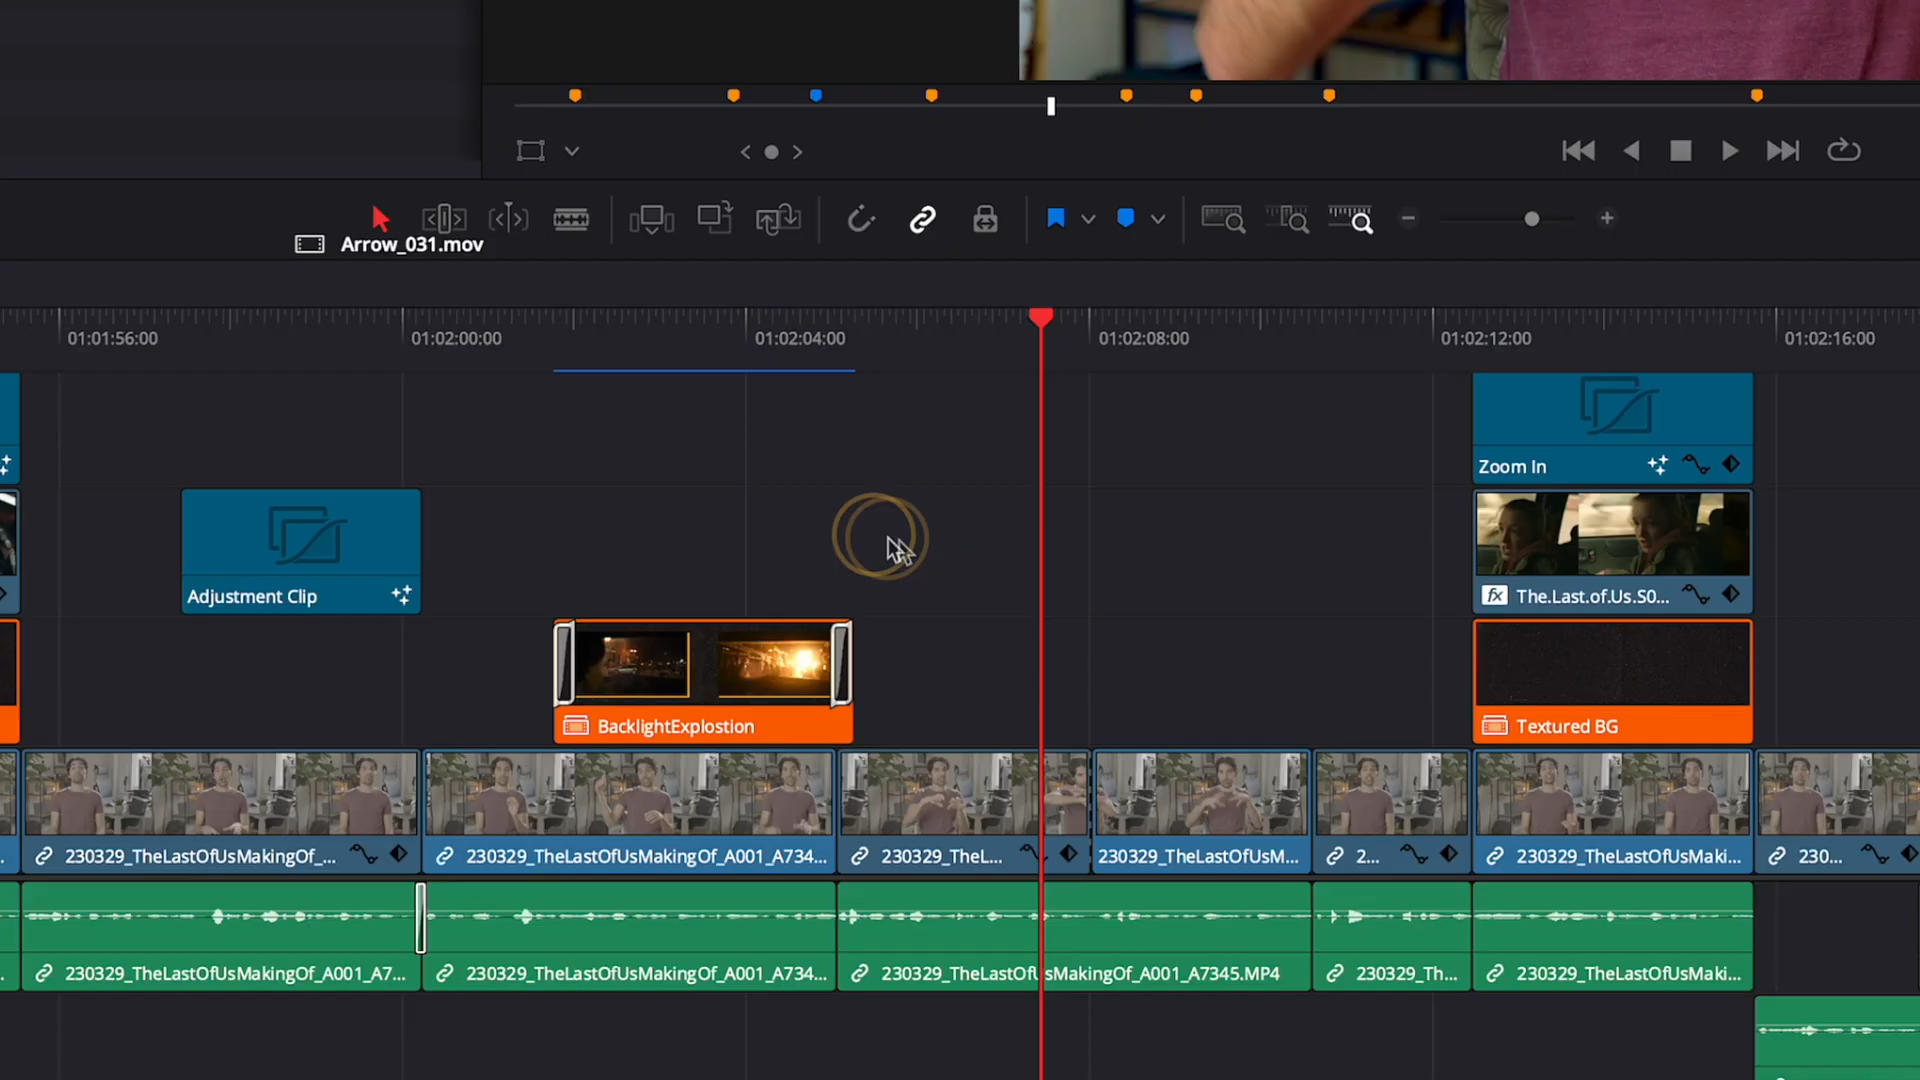 Arrow_031.mov
01:01:56:00
01:02:00:00
01:02:04:00
01:02:08:00
01:02:12:00
01:02:16:00
Zoom In
Adjustment Clip
fx The.Last.of.Us.S0...
BacklightExplostion
Textured BG
230329_TheLastOfUsMakingOf_...
230329_TheLastOfUsMakingOf_A001_A734...
230329_TheL...
230329_TheLastOfUsM...
2...
230329_TheLastOfUsMaki...
230...
230329_TheLastOfUsMakingOf_A001_A7...
230329_TheLastOfUsMakingOf_A001_A734...
230329_TheLastOfUsMakingOf_A001_A7345.MP4
230329_Th...
230329_TheLastOfUsMaki...